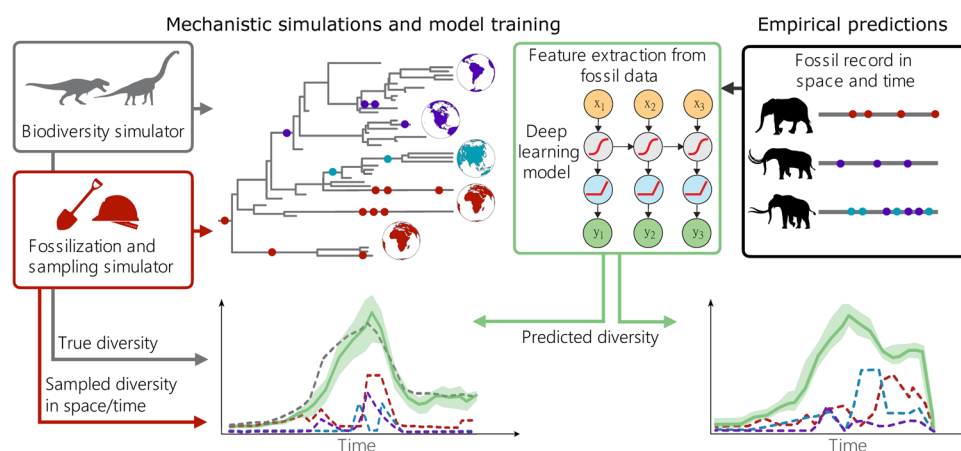 Mechanistic simulations and model training
Empirical predictions
Biodiversity simulator
Fossilization and
sampling simulator
Feature extraction from
fossil data
x1
x2
x3
Deep
learning
model
y1
y2
y3
Fossil record in
space and time
True diversity
Sampled diversity
in space/time
Predicted diversity
Time
Time